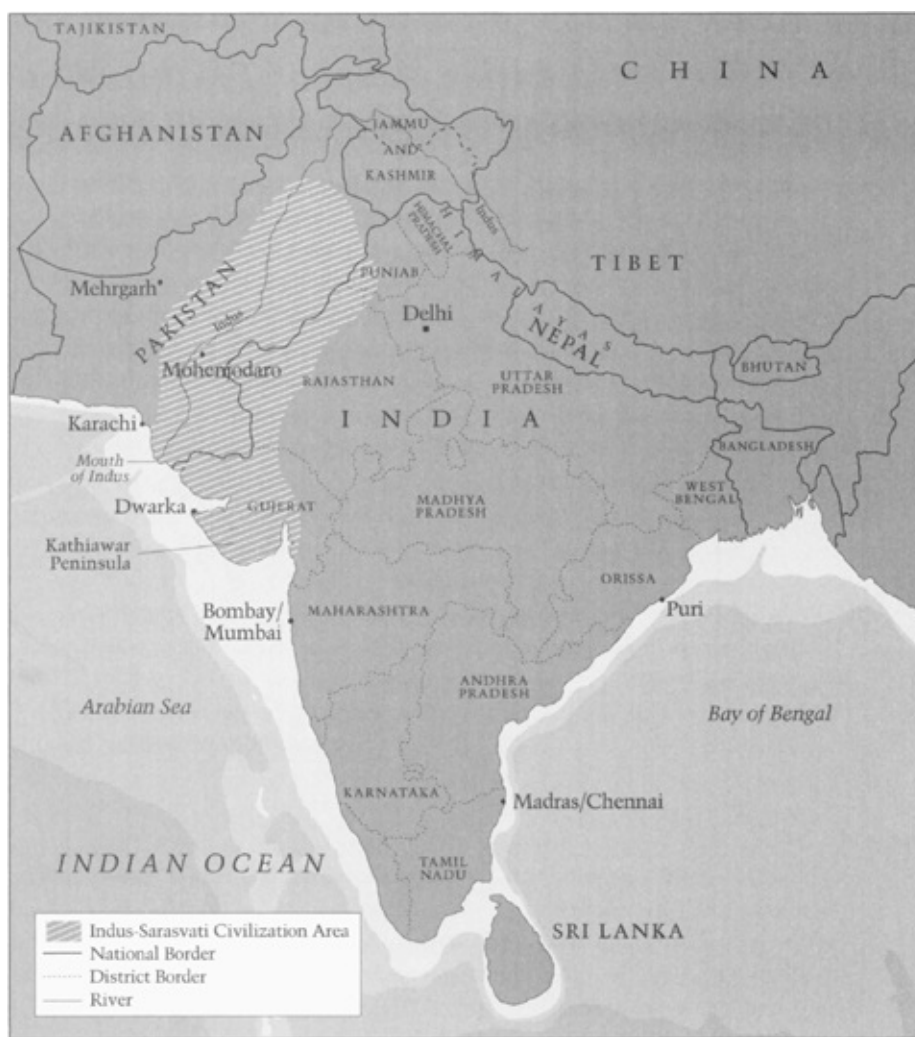 TAJIKISTAN
CHINA
AFGHANISTAN
JAMMU
AND
KASHMIR
HIMACHAL
PRADESH
HIMALAYAS
Indus
TIBET
PUNJAB
Mehrgarh
PAKISTAN
Indus
Delhi
NEPAL
Mohenjodaro
RAJASTHAN
UTTAR
PRADESH
BHUTAN
INDIA
Karachi
BANGLADESH
Mouth
of Indus
WEST
BENGAL
Dwarka
GUJERAT
MADHYA
PRADESH
Kathiawar
Peninsula
ORISSA
Bombay/
Mumbai
MAHARASHTRA
Puri
ANDHRA
PRADESH
Arabian Sea
Bay of Bengal
KARNATAKA
Madras/Chennai
INDIAN OCEAN
TAMIL
NADU
SRI LANKA
Indus-Sarasvati Civilization Area
National Border
District Border
River